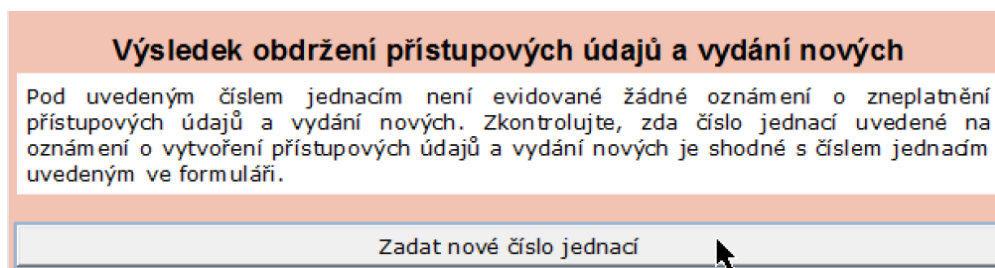 Výsledek obdržení přístupových údajů a vydání nových
Pod uvedeným číslem jednacím není evidované žádné oznámení o zneplatnění
přístupových údajů a vydání nových. Zkontrolujte, zda číslo jednací uvedené na
oznámení o vytvoření přístupových údajů a vydání nových je shodné s číslem jednacím
uvedeným ve formuláři.
Zadat nové číslo jednací